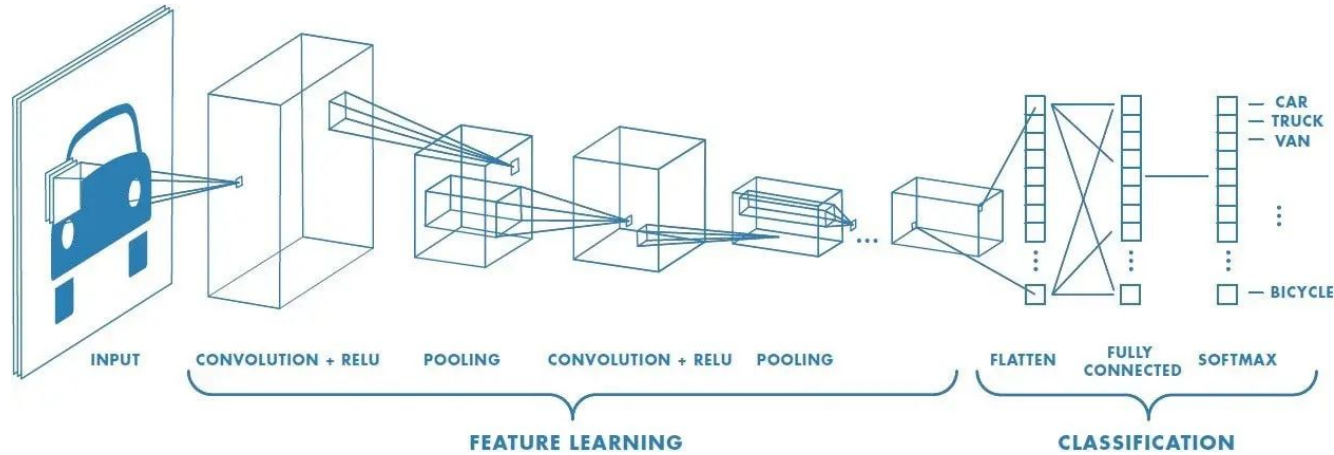 CAR
TRUCK
VAN
BICYCLE
INPUT
CONVOLUTION + RELU
POOLING
CONVOLUTION + RELU
POOLING
FLATTEN
FULLY
CONNECTED
SOFTMAX
FEATURE LEARNING
CLASSIFICATION